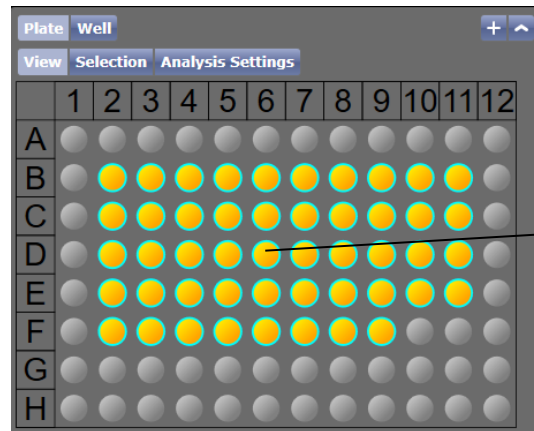 Plate Well +
View Selection Analysis Settings
1 2 3 4 5 6 7 8 9 10 11 12
A
B
C
D
E
F
G
H